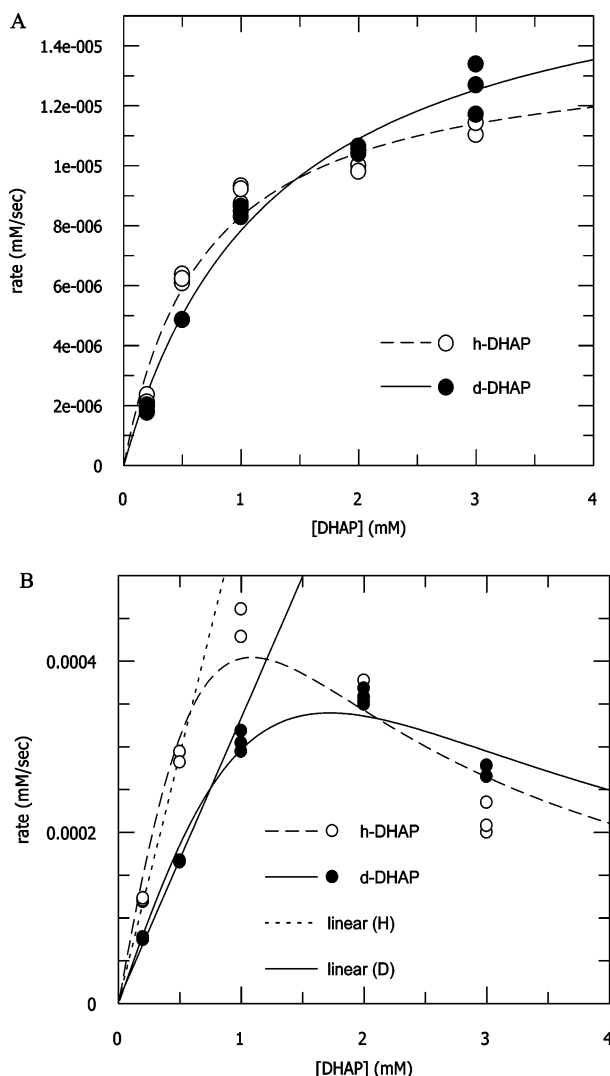 A
1.4e-005
1.2e-005
1e-005
8e-006
6e-006
4e-006
2e-006
0
rate (mM/sec)
h-DHAP
d-DHAP
0 1 2 3 4
[DHAP] (mM)
B
0.0004
0.0002
0
rate (mM/sec)
h-DHAP
d-DHAP
linear (H)
linear (D)
0 1 2 3 4
[DHAP] (mM)